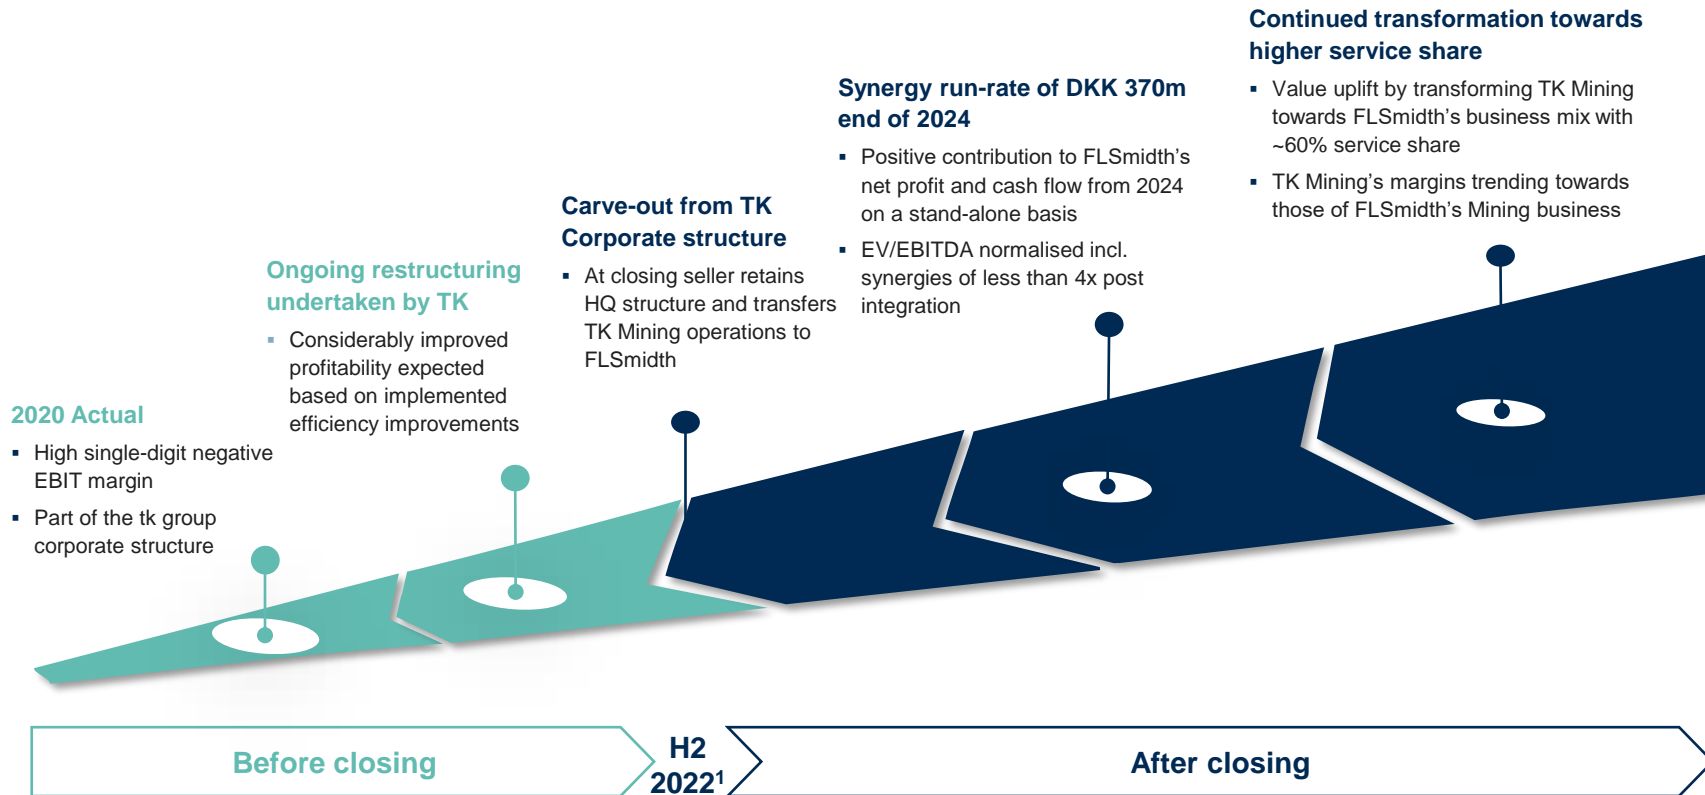 2020 Actual
▪ High single-digit negative
EBIT margin
▪ Part of the tk group
corporate structure
Ongoing restructuring
undertaken by TK
▪ Considerably improved
profitability expected
based on implemented
efficiency improvements
Carve-out from TK
Corporate structure
▪ At closing seller retains
HQ structure and transfers
TK Mining operations to
FLSmidth
Synergy run-rate of DKK 370m
end of 2024
▪ Positive contribution to FLSmidth's
net profit and cash flow from 2024
on a stand-alone basis
▪ EV/EBITDA normalised incl.
synergies of less than 4x post
integration
Continued transformation towards
higher service share
▪ Value uplift by transforming TK Mining
towards FLSmidth's business mix with
~60% service share
▪ TK Mining's margins trending towards
those of FLSmidth's Mining business
Before closing
H2
2022¹
After closing